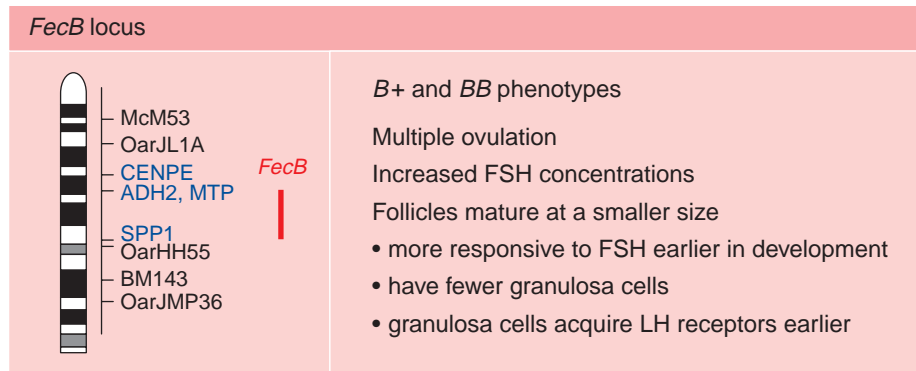 FecB locus
McM53
OarJL1A
CENPE
ADH2, MTP
SPP1
OarHH55
BM143
OarJMP36
FecB
B+ and BB phenotypes
Multiple ovulation
Increased FSH concentrations
Follicles mature at a smaller size
• more responsive to FSH earlier in development
• have fewer granulosa cells
• granulosa cells acquire LH receptors earlier